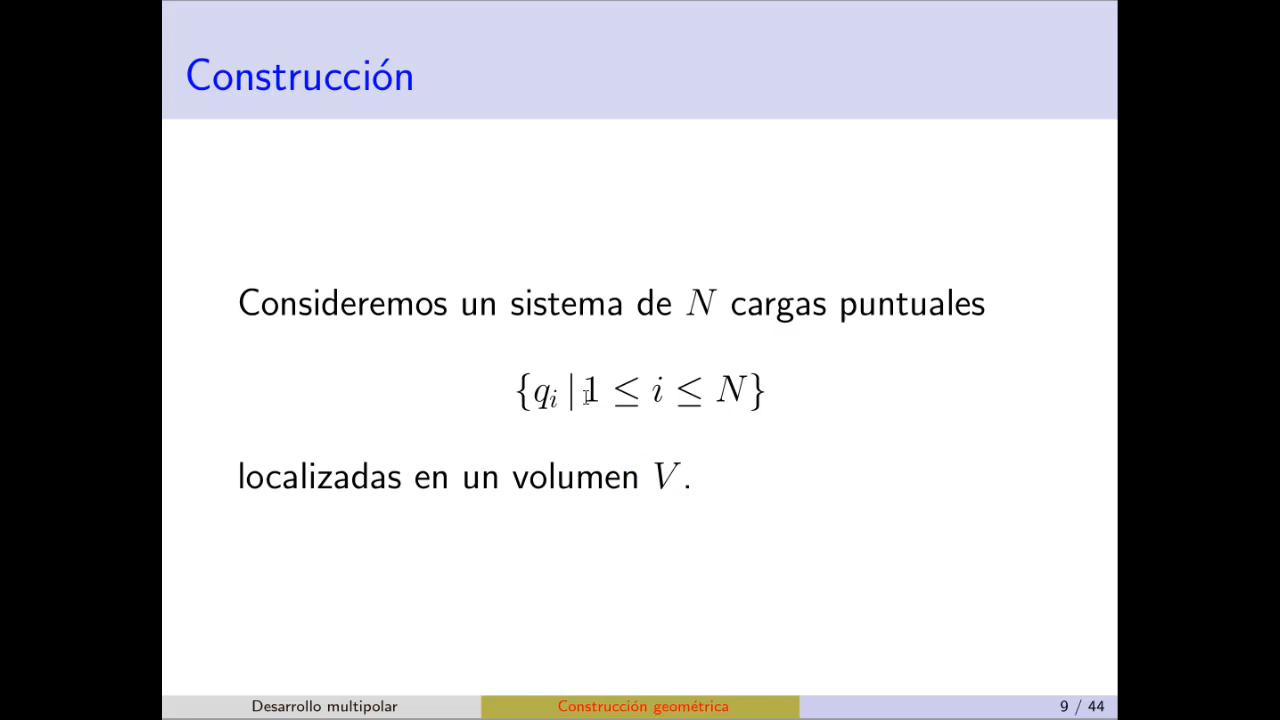 Construcción
Consideremos un sistema de N cargas puntuales
{q_i | 1 ≤ i ≤ N}
localizadas en un volumen V.
Desarrollo multipolar
Construcción geométrica
9 / 44